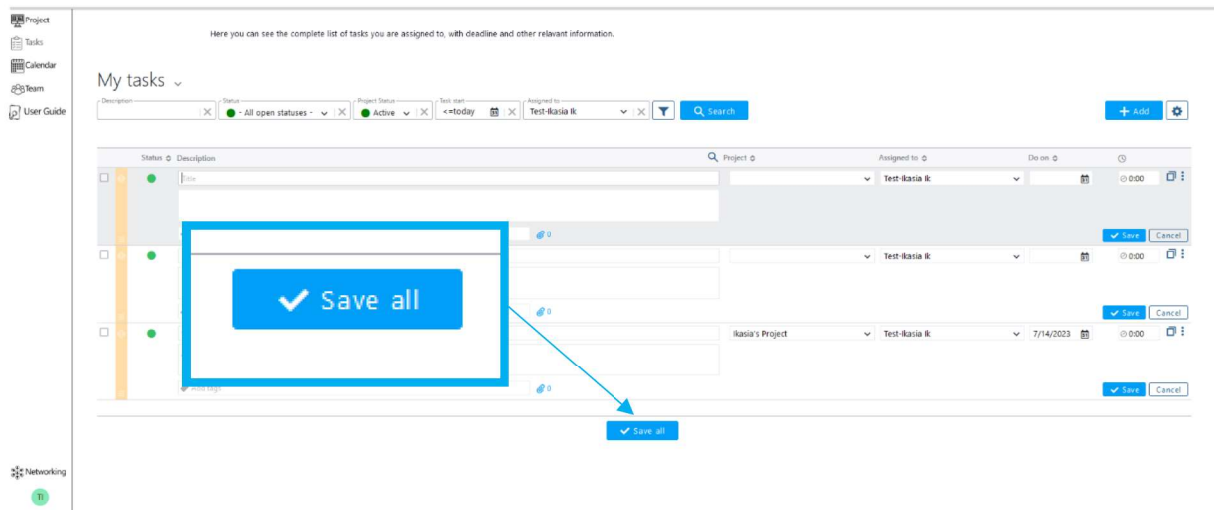 Project
Tasks
Calendar
Team
User Guide
Here you can see the complete list of tasks you are assigned to, with deadline and other relavant information.
My tasks
Description Status Project Status Task start Assigned to
- All open statuses - Active <=today Test-Ikasia Ik Search + Add
Status Description Project Assigned to Do on
Title Test-Ikasia Ik 0:00
0 Save Cancel
Test-Ikasia Ik 0:00
0 Save Cancel
Ikasia's Project Test-Ikasia Ik 7/14/2023 0:00
Add tags 0 Save Cancel
Save all
Save all
Networking
TI